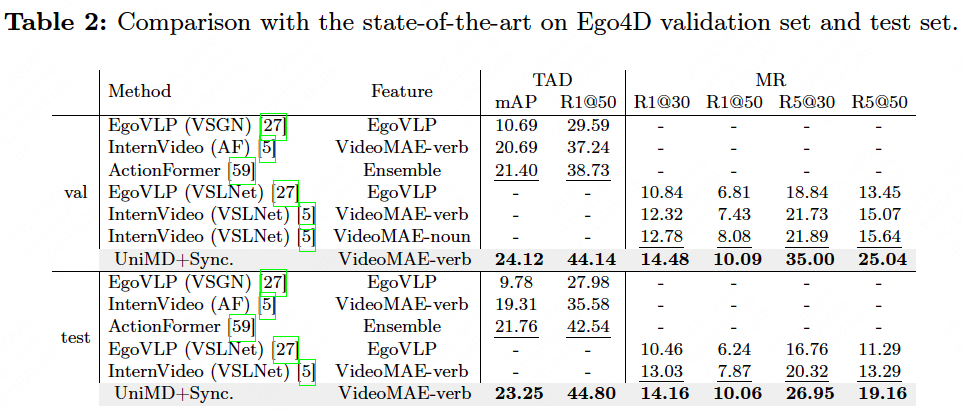 Table 2: Comparison with the state-of-the-art on Ego4D validation set and test set.
TAD MR
Method Feature
mAP R1@50 R1@30 R1@50 R5@30 R5@50
EgoVLP (VSGN) [27] EgoVLP 10.69 29.59 - - - -
InternVideo (AF) [5] VideoMAE-verb 20.69 37.24 - - - -
ActionFormer [59] Ensemble 21.40 38.73 - - - -
val EgoVLP (VSLNet) [27] EgoVLP - - 10.84 6.81 18.84 13.45
InternVideo (VSLNet) [5] VideoMAE-verb - - 12.32 7.43 21.73 15.07
InternVideo (VSLNet) [5] VideoMAE-noun - - 12.78 8.08 21.89 15.64
UniMD+Sync. VideoMAE-verb 24.12 44.14 14.48 10.09 35.00 25.04
EgoVLP (VSGN) [27] EgoVLP 9.78 27.98 - - - -
InternVideo (AF) [5] VideoMAE-verb 19.31 35.58 - - - -
ActionFormer [59] Ensemble 21.76 42.54 - - - -
test
EgoVLP (VSLNet) [27] EgoVLP - - 10.46 6.24 16.76 11.29
InternVideo (VSLNet) [5] VideoMAE-verb - - 13.03 7.87 20.32 13.29
UniMD+Sync. VideoMAE-verb 23.25 44.80 14.16 10.06 26.95 19.16